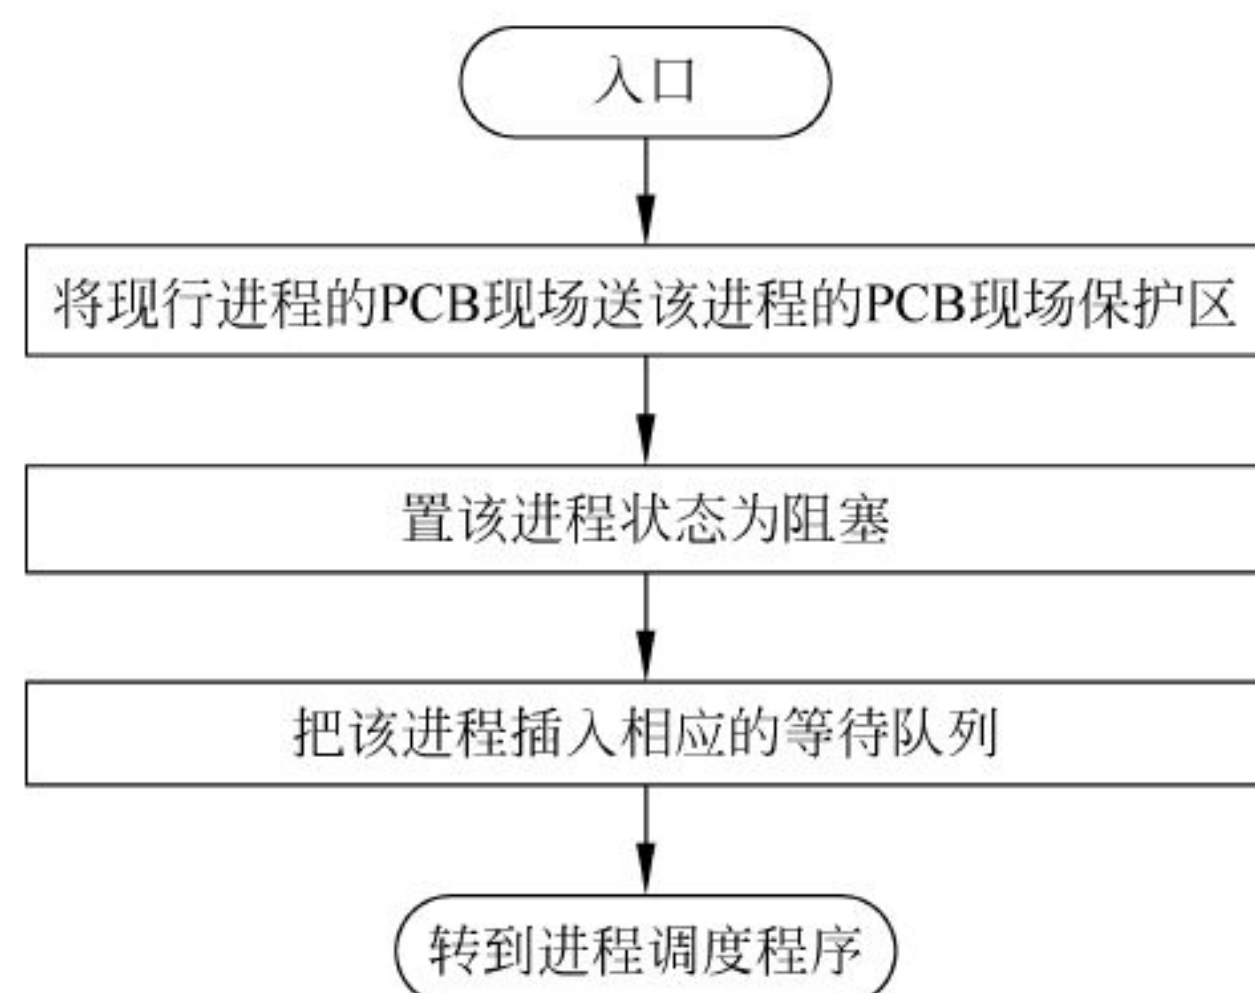 入口
将现行进程的PCB现场送该进程的PCB现场保护区
置该进程状态为阻塞
把该进程插入相应的等待队列
转到进程调度程序